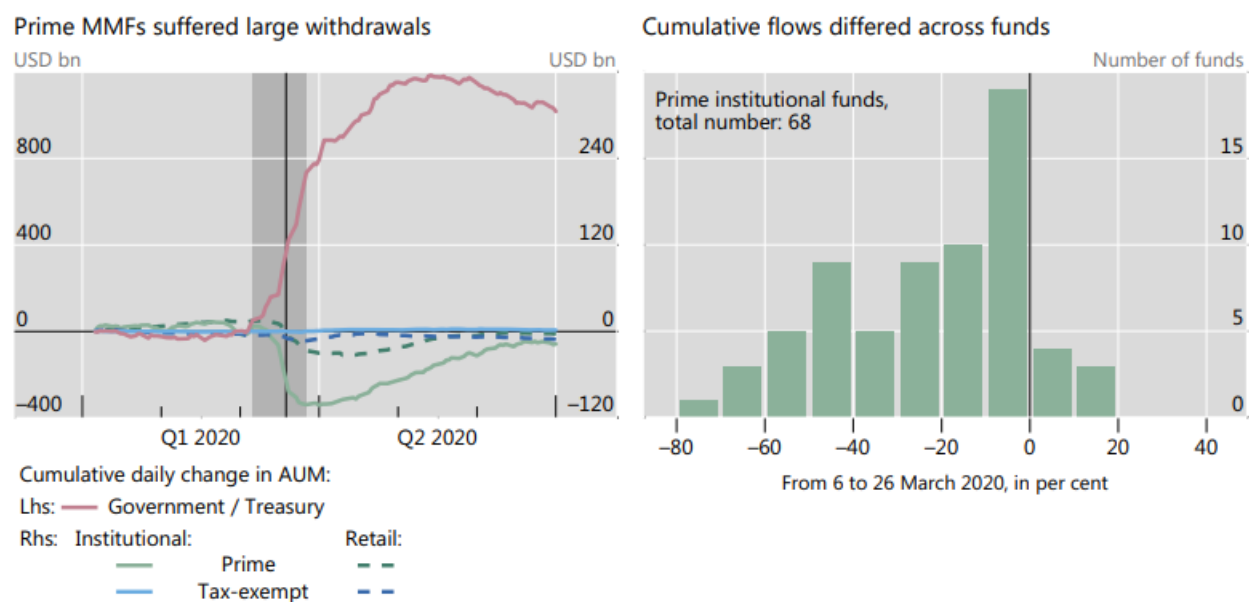 Prime MMFs suffered large withdrawals
USD bn USD bn
800 240
400 120
0 0
–400 –120
Q1 2020 Q2 2020
Cumulative daily change in AUM:
Lhs: Government / Treasury
Rhs: Institutional: Retail:
Prime
Tax-exempt
Cumulative flows differed across funds
Number of funds
Prime institutional funds,
total number: 68
15
10
5
0
–80 –60 –40 –20 0 20 40
From 6 to 26 March 2020, in per cent